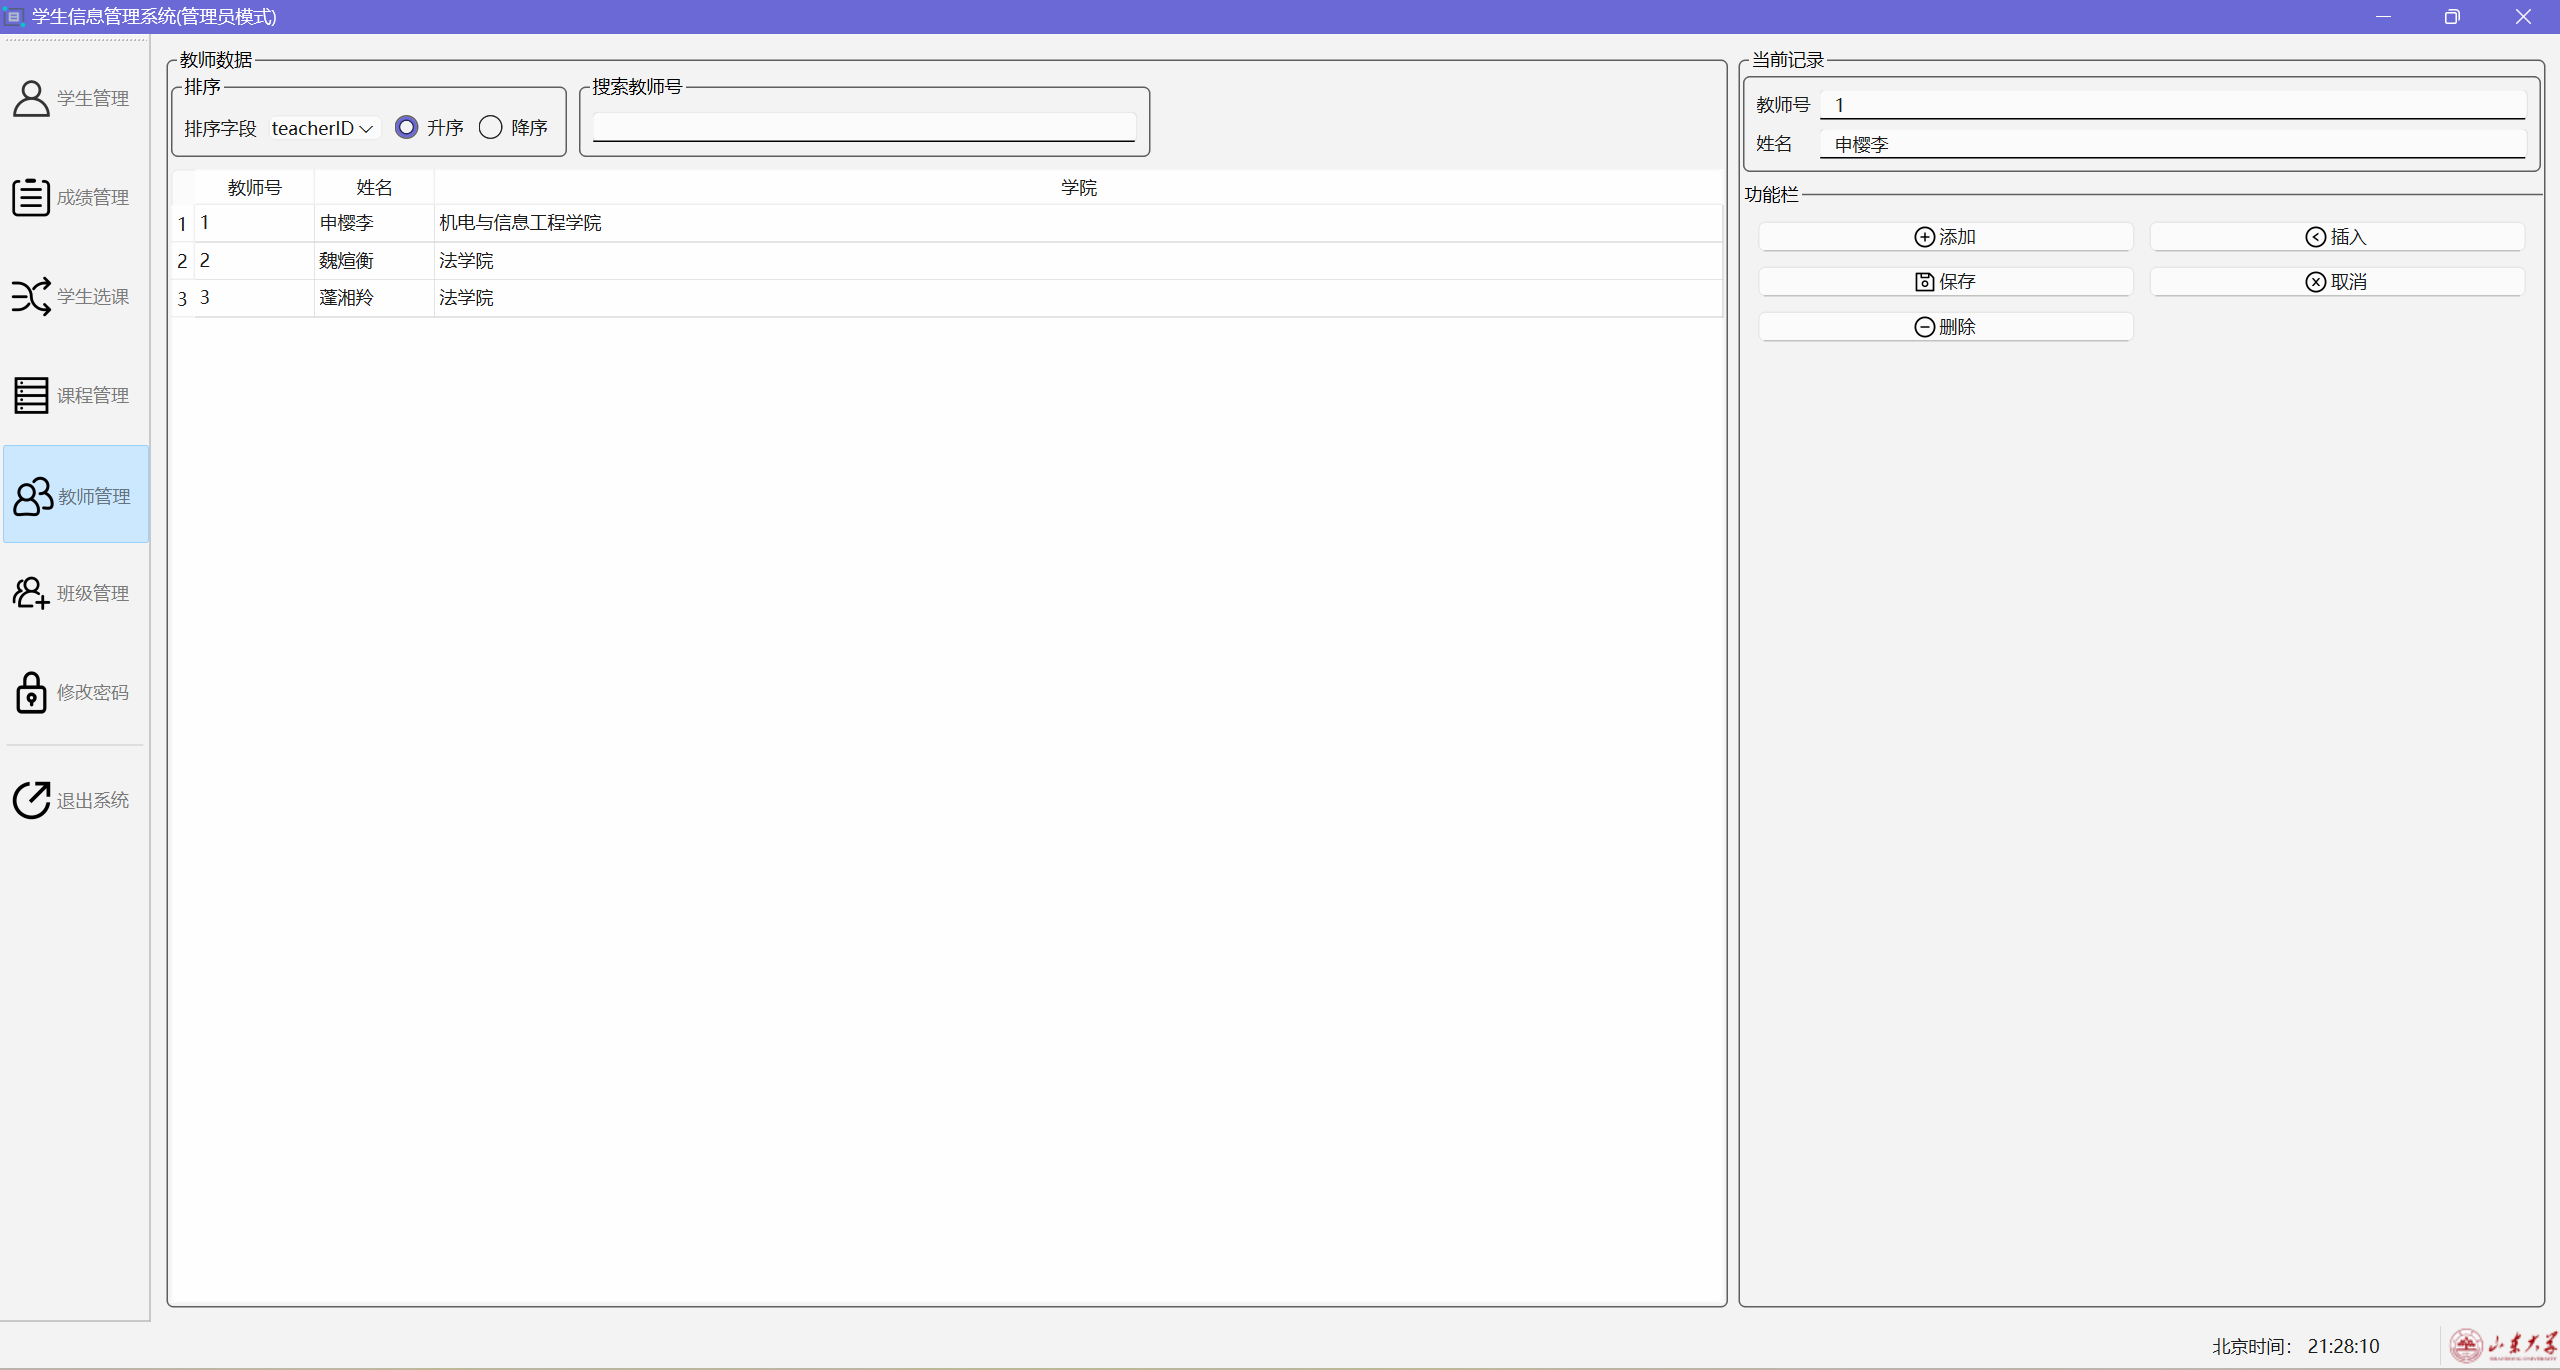 学生信息管理系统(管理员模式)
学生管理
成绩管理
学生选课
课程管理
教师管理
班级管理
修改密码
退出系统
教师数据
排序
排序字段 teacherID 升序 降序
搜索教师号
教师号 姓名 学院
1 1 申樱李 机电与信息工程学院
2 2 魏煊衡 法学院
3 3 蓬湘羚 法学院
当前记录
教师号 1
姓名 申樱李
功能栏
添加 插入
保存 取消
删除
北京时间： 21:28:10
山东大学